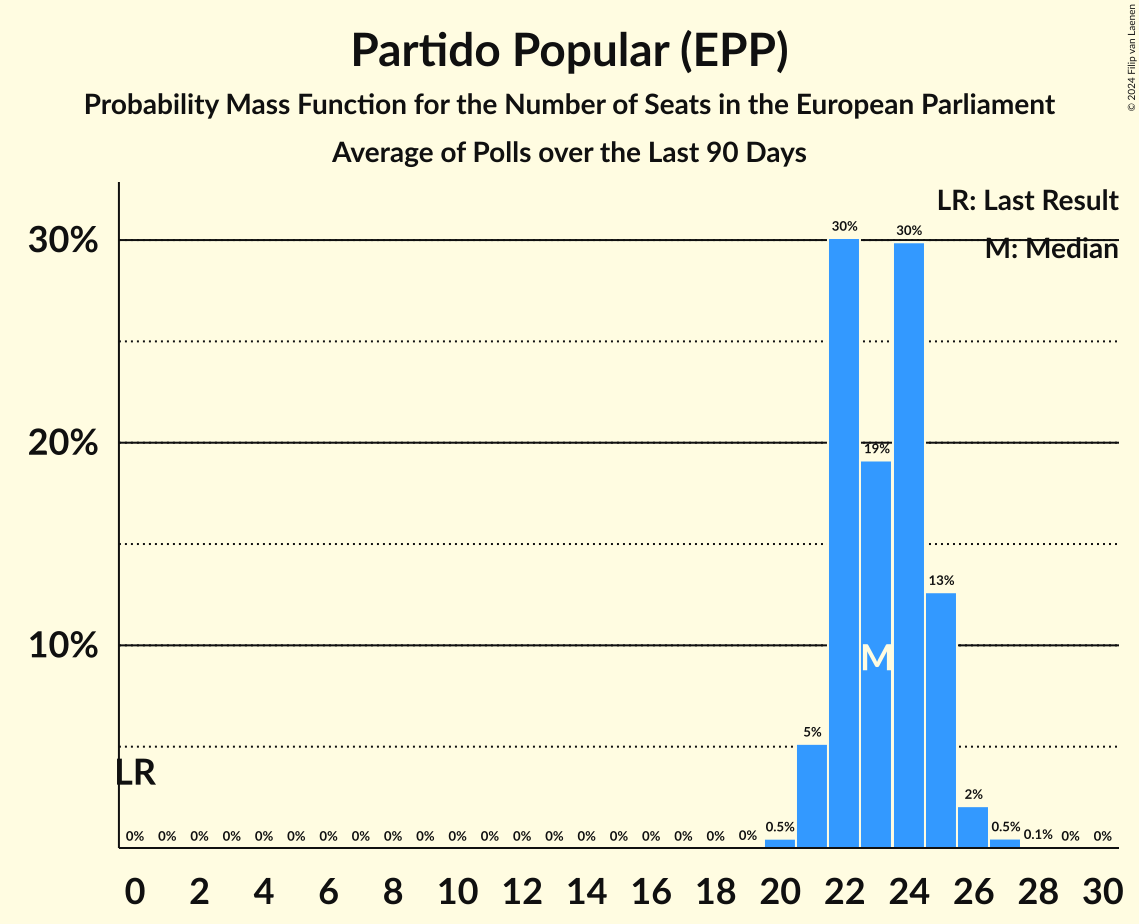 Partido Popular (EPP)
Probability Mass Function for the Number of Seats in the European Parliament
Average of Polls over the Last 90 Days
© 2024 Filip van Laenen
LR: Last Result
M: Median
30%
20%
10%
30%
30%
19%
13%
M
5%
LR
2%
0% 0% 0% 0% 0% 0% 0% 0% 0% 0% 0% 0% 0% 0% 0% 0% 0% 0% 0% 0% 0.5% 0.5% 0.1% 0% 0%
0 2 4 6 8 10 12 14 16 18 20 22 24 26 28 30